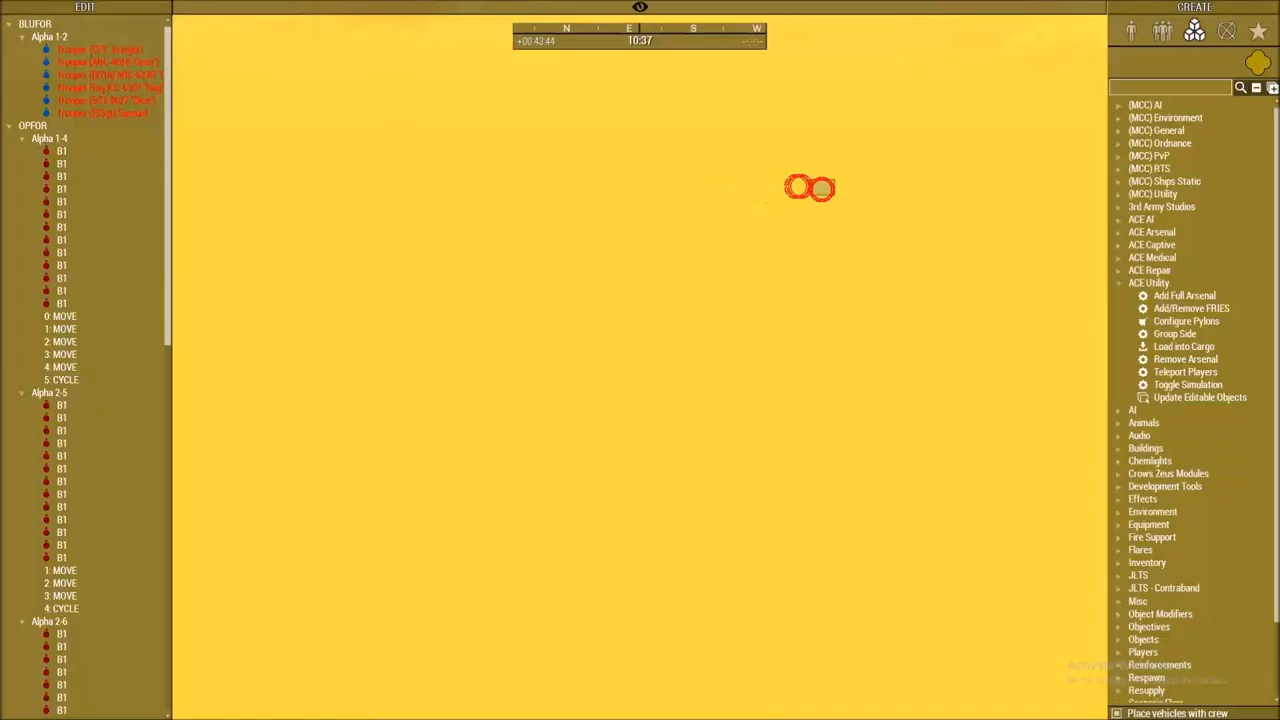 EDIT
CREATE
BLUFOR
Alpha 1-2
Trooper
Trooper
Trooper
Trooper
Trooper
Trooper
OPFOR
Alpha 1-4
B1
B1
B1
B1
B1
B1
B1
B1
B1
B1
B1
B1
B1
0: MOVE
1: MOVE
2: MOVE
3: MOVE
4: MOVE
5: CYCLE
Alpha 2-5
B1
B1
B1
B1
B1
B1
B1
B1
B1
B1
B1
B1
B1
1: MOVE
2: MOVE
3: MOVE
4: CYCLE
Alpha 2-6
B1
B1
B1
B1
B1
B1
B1
N E S W
+00:43:44 10:37
(MCC) AI
(MCC) Environment
(MCC) General
(MCC) Ordnance
(MCC) PvP
(MCC) RTS
(MCC) Ships Static
(MCC) Utility
3rd Army Studios
ACE AI
ACE Arsenal
ACE Captive
ACE Medical
ACE Repair
ACE Utility
Add Full Arsenal
Add/Remove FRIES
Configure Pylons
Group Side
Load into Cargo
Remove Arsenal
Teleport Players
Toggle Simulation
Update Editable Objects
AI
Animals
Audio
Buildings
Chemlights
Crows Zeus Modules
Development Tools
Effects
Environment
Equipment
Fire Support
Flares
Inventory
JLTS
JLTS - Contraband
Misc
Object Modifiers
Objectives
Objects
Players
Reinforcements
Respawn
Resupply
Place vehicles with crew